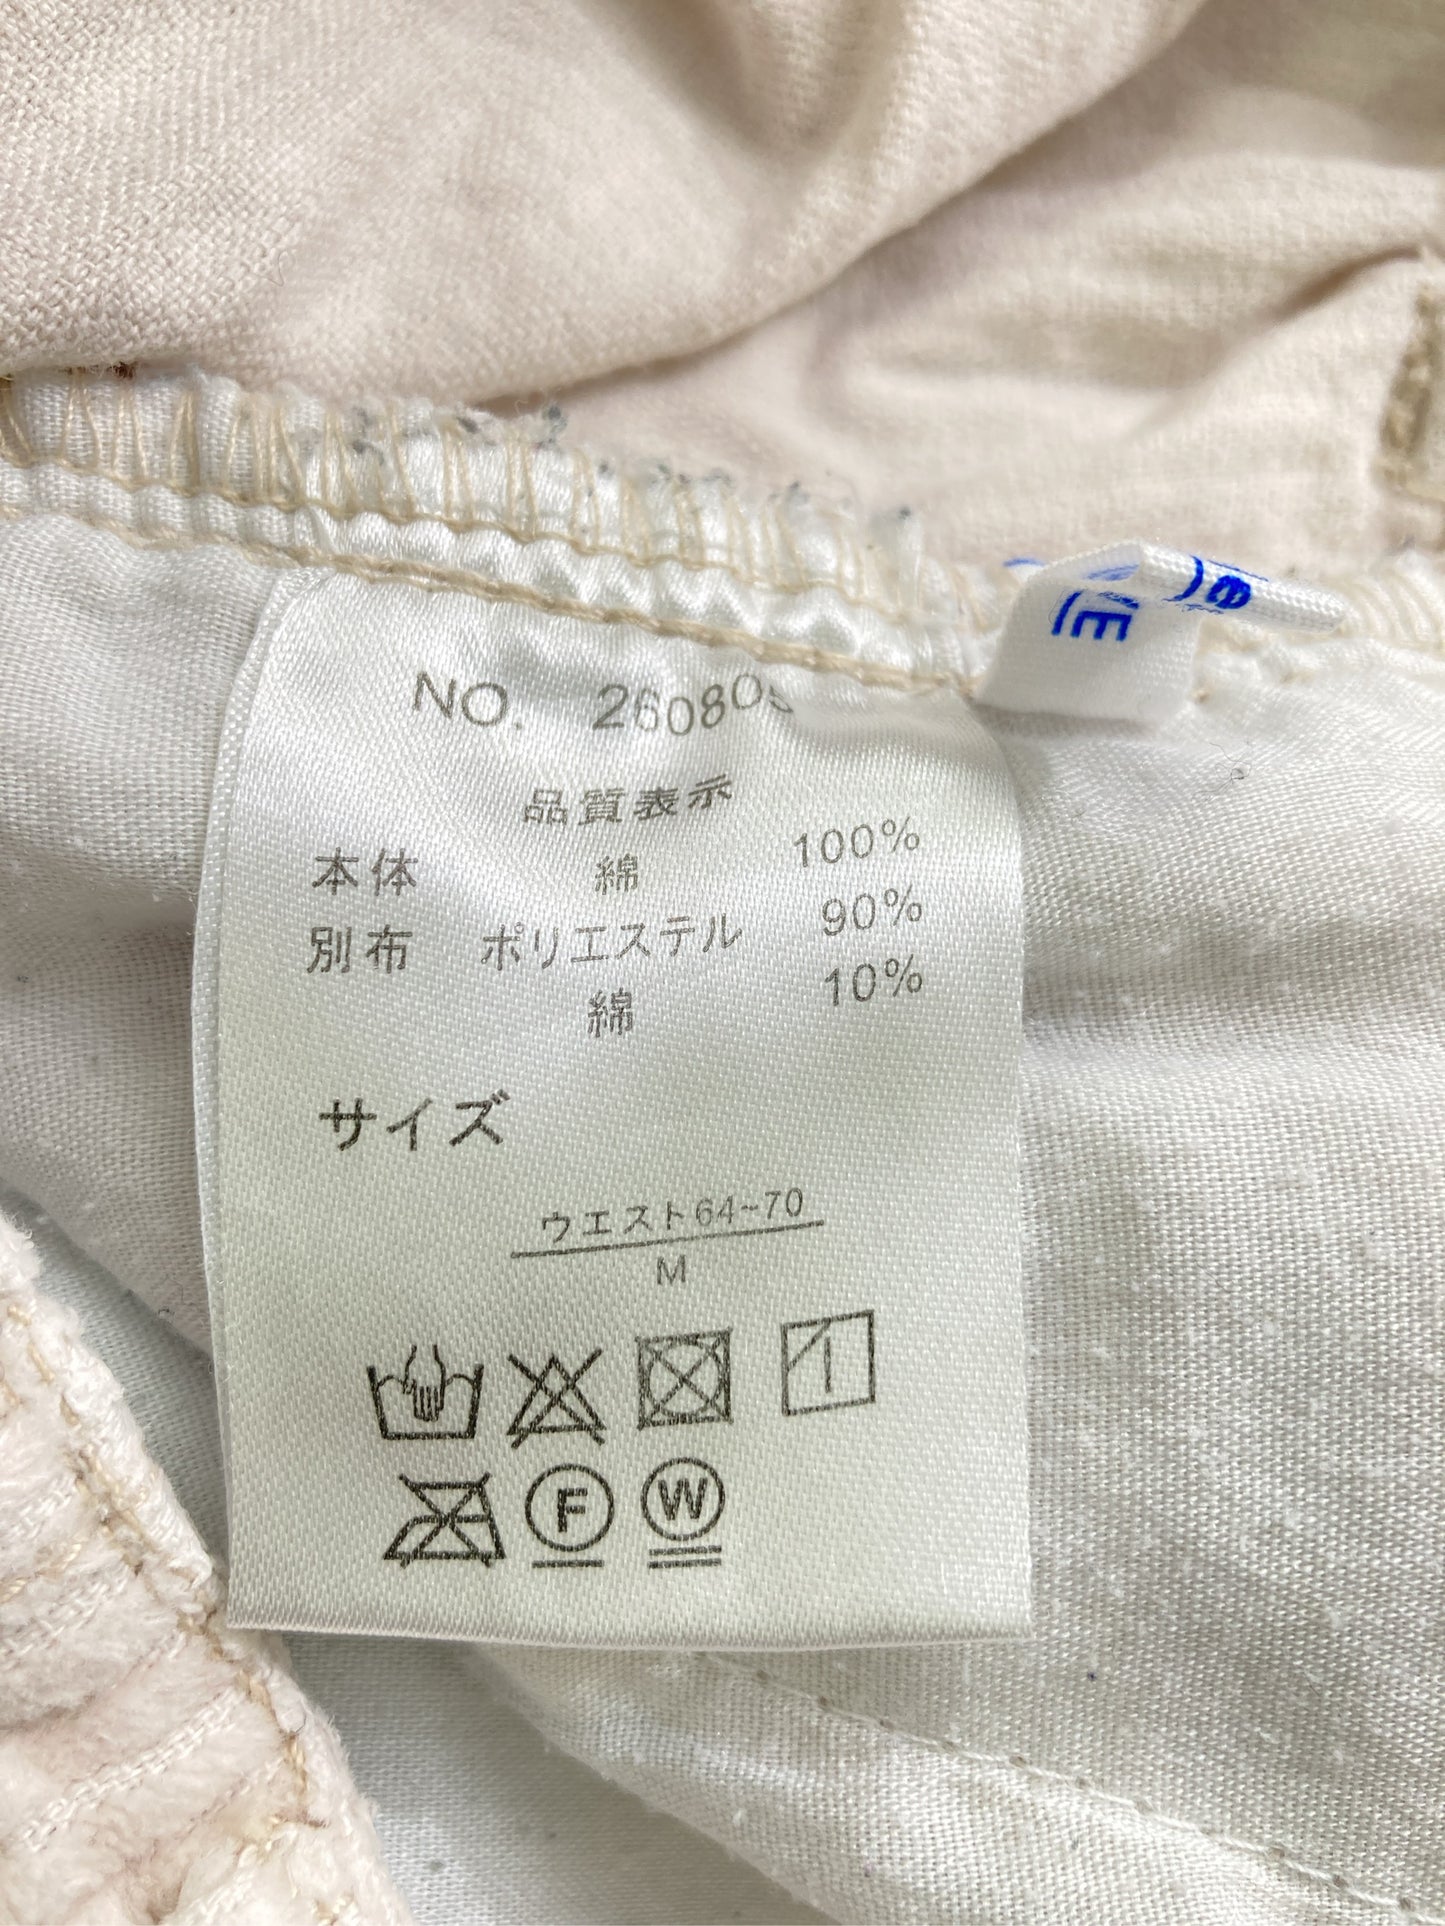 NO. 260805
品質表示
本体 綿 100%
別布 ポリエステル 90%
綿 10%
サイズ
ウエスト64~70
M
F
W